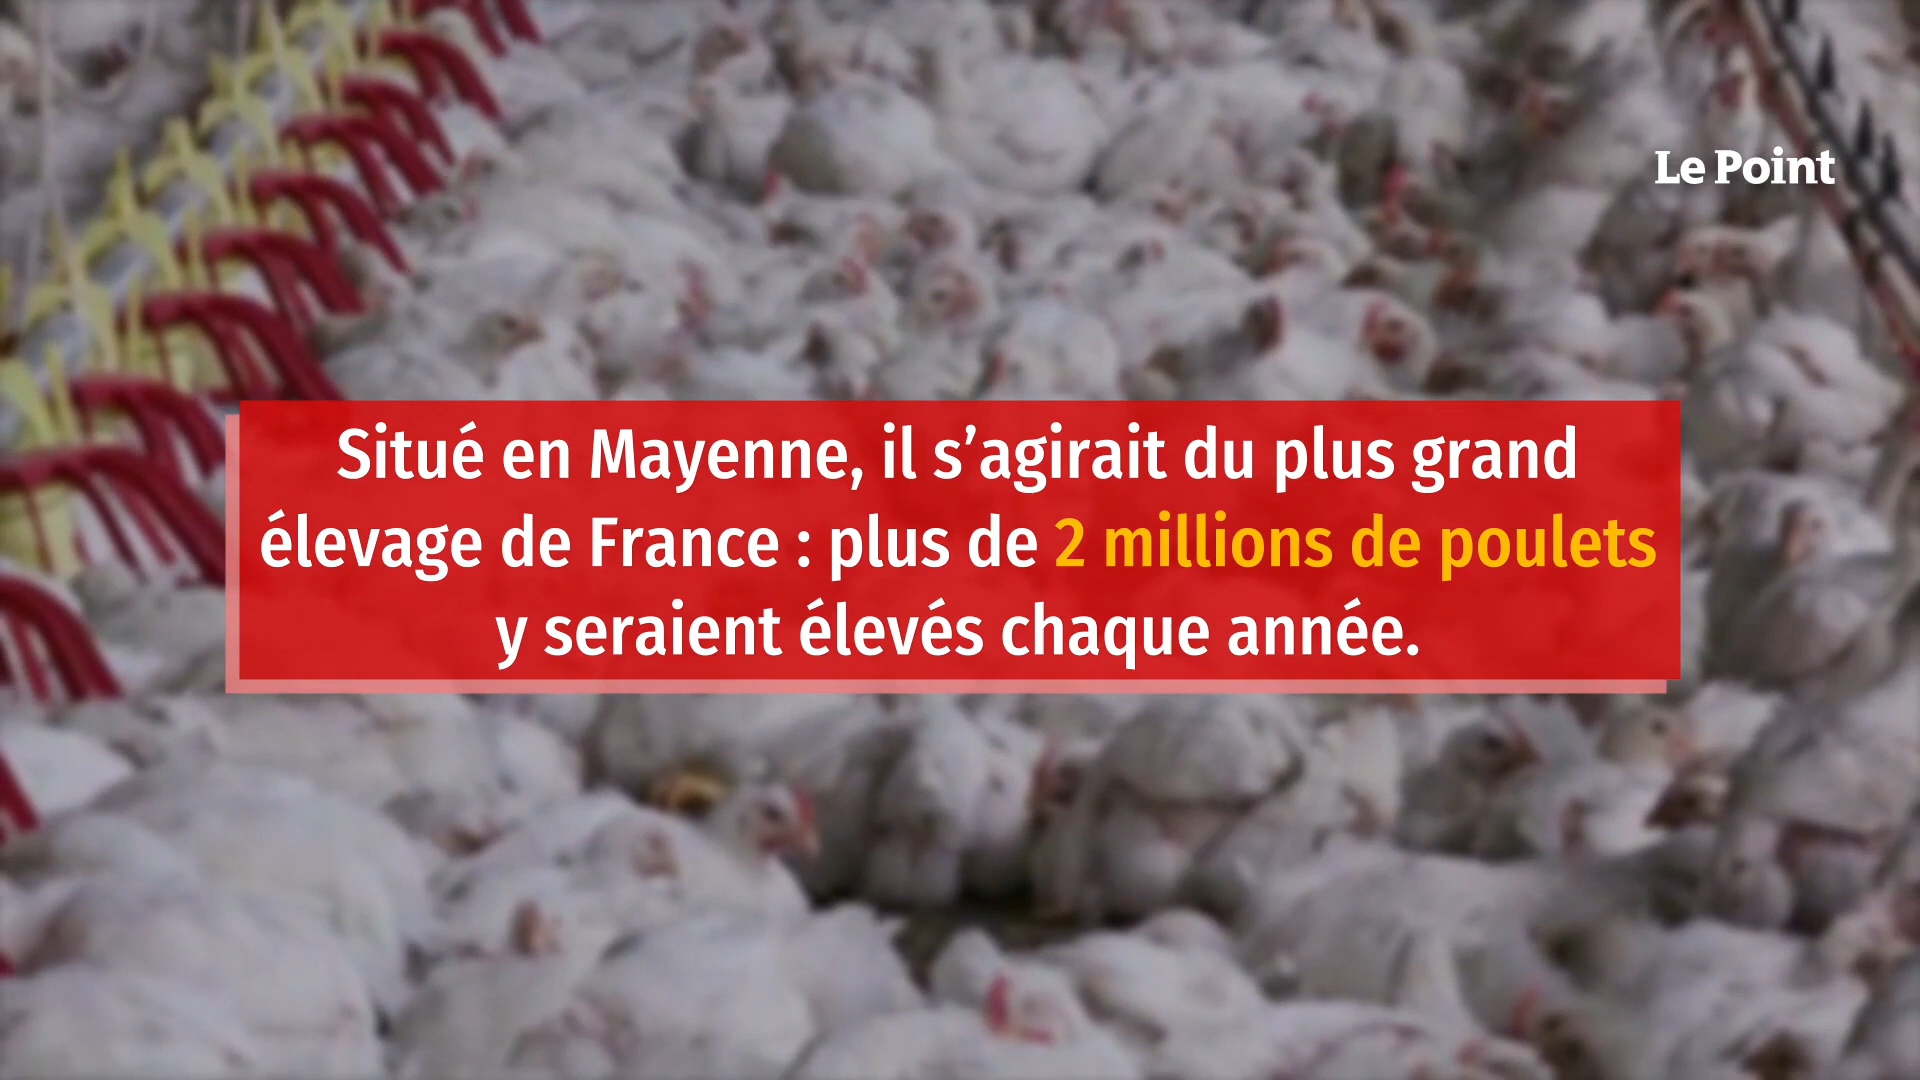 Le Point
Situé en Mayenne, il s’agirait du plus grand
élevage de France : plus de 2 millions de poulets
y seraient élevés chaque année.